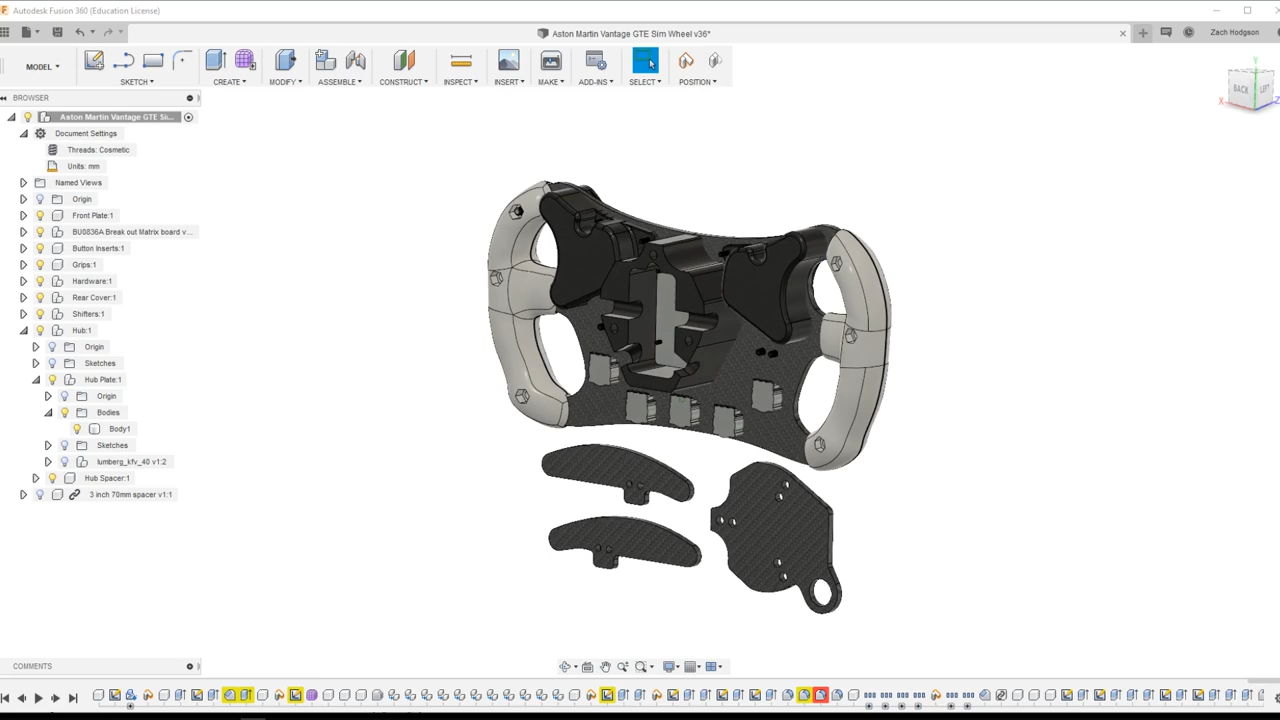 Autodesk Fusion 360 (Education License)
Aston Martin Vantage GTE Sim Wheel v36*
Zach Hodgson
MODEL
SKETCH
CREATE
MODIFY
ASSEMBLE
CONSTRUCT
INSPECT
INSERT
MAKE
ADD-INS
SELECT
POSITION
BROWSER
Aston Martin Vantage GTE Si...
Document Settings
Threads: Cosmetic
Units: mm
Named Views
Origin
Front Plate:1
BU0836A Break out Matrix board v...
Button Inserts:1
Grips:1
Hardware:1
Rear Cover:1
Shifters:1
Hub:1
Origin
Sketches
Hub Plate:1
Origin
Bodies
Body1
Sketches
lumberg_kfv_40 v1:2
Hub Spacer:1
3 inch 70mm spacer v1:1
Y
BACK
LEFT
X
Z
COMMENTS